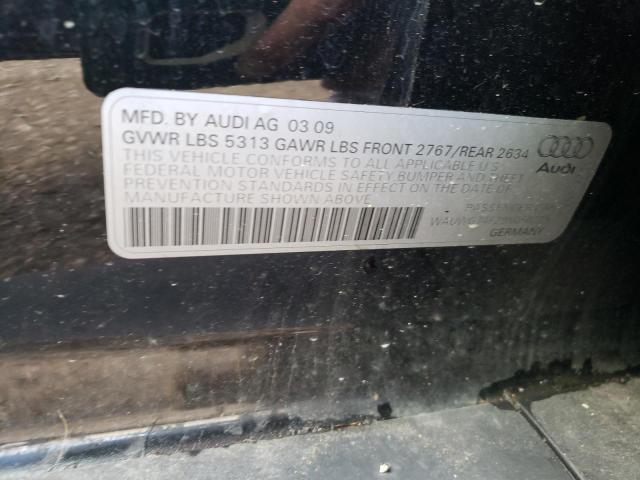 MFD. BY AUDI AG 03 09
GVWR LBS 5313 GAWR LBS FRONT 2767/REAR 2634
THIS VEHICLE CONFORMS TO ALL APPLICABLE U.S.
FEDERAL MOTOR VEHICLE SAFETY, BUMPER AND THEFT
PREVENTION STANDARDS IN EFFECT ON THE DATE OF
MANUFACTURE SHOWN ABOVE
Audi
PASSENGER CAR
GERMANY